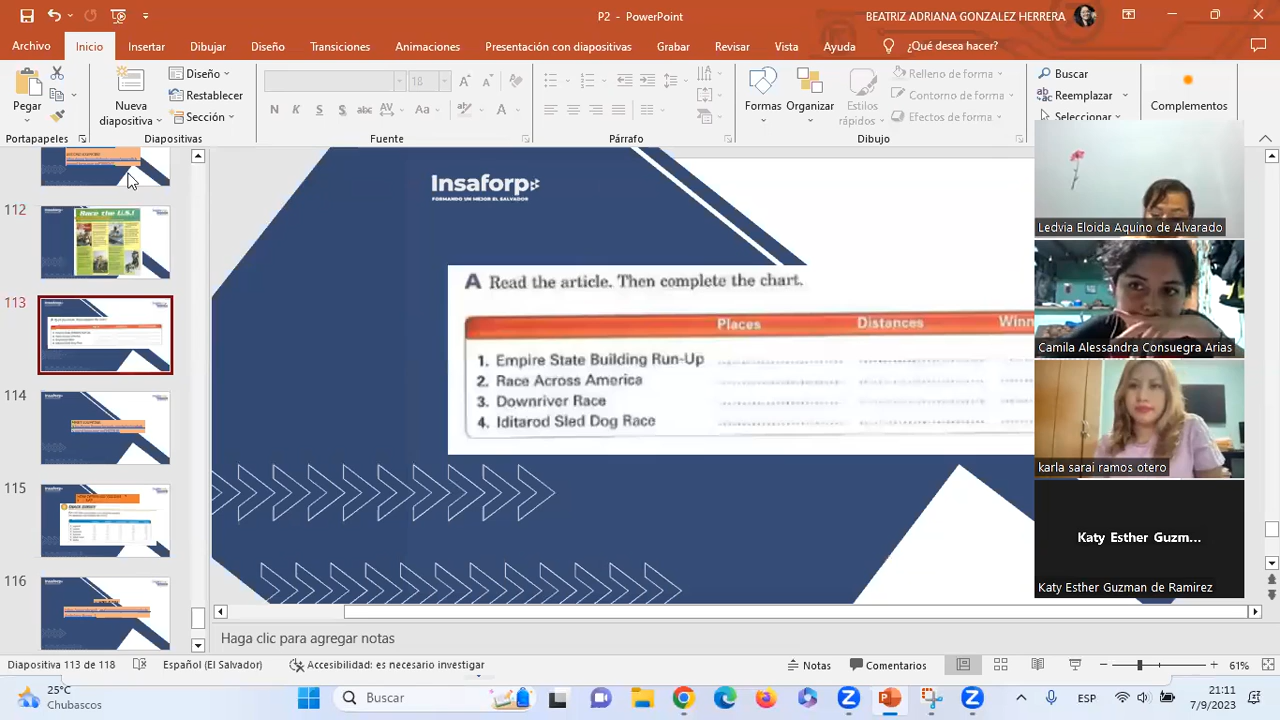 P2 - PowerPoint
BEATRIZ ADRIANA GONZALEZ HERRERA
Archivo Inicio Insertar Dibujar Diseño Transiciones Animaciones Presentación con diapositivas Grabar Revisar Vista Ayuda ¿Qué desea hacer?
Pegar
Nueva diapositiva
Diseño
Restablecer
Sección
18
N K S S abc AV Aa A
Formas Organizar Estilos rápidos
Relleno de forma
Contorno de forma
Efectos de forma
Buscar
Reemplazar
Seleccionar
Complementos
Portapapeles Diapositivas Fuente Párrafo Dibujo
112
Race the U.S.!
113
114
115
116
Insaforp
FORMANDO UN MEJOR EL SALVADOR
A Read the article. Then complete the chart.
Places Distances Winn
1. Empire State Building Run-Up
2. Race Across America
3. Downriver Race
4. Iditarod Sled Dog Race
Ledvia Eloida Aquino de Alvarado
Camila Alessandra Consuegra Arias
karla sarai ramos otero
Katy Esther Guzm...
Katy Esther Guzman de Ramirez
Haga clic para agregar notas
Diapositiva 113 de 118 Español (El Salvador) Accesibilidad: es necesario investigar Notas Comentarios 61%
25°C
Chubascos
Buscar
ESP
21:11
7/9/2023